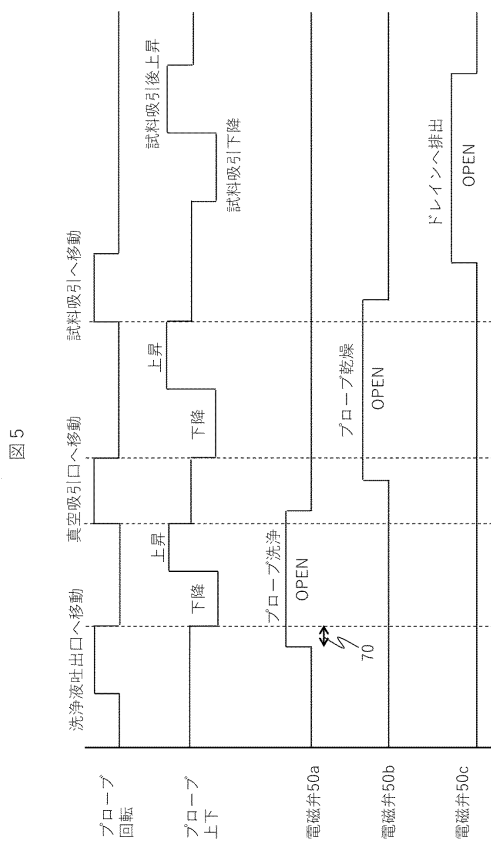 図5
洗浄液吐出口へ移動
真空吸引口へ移動
試料吸引へ移動
プローブ
回転
下降
上昇
下降
上昇
試料吸引下降
試料吸引後上昇
プローブ
上下
プローブ洗浄
OPEN
70
電磁弁50a
プローブ乾燥
OPEN
電磁弁50b
ドレインへ排出
OPEN
電磁弁50c